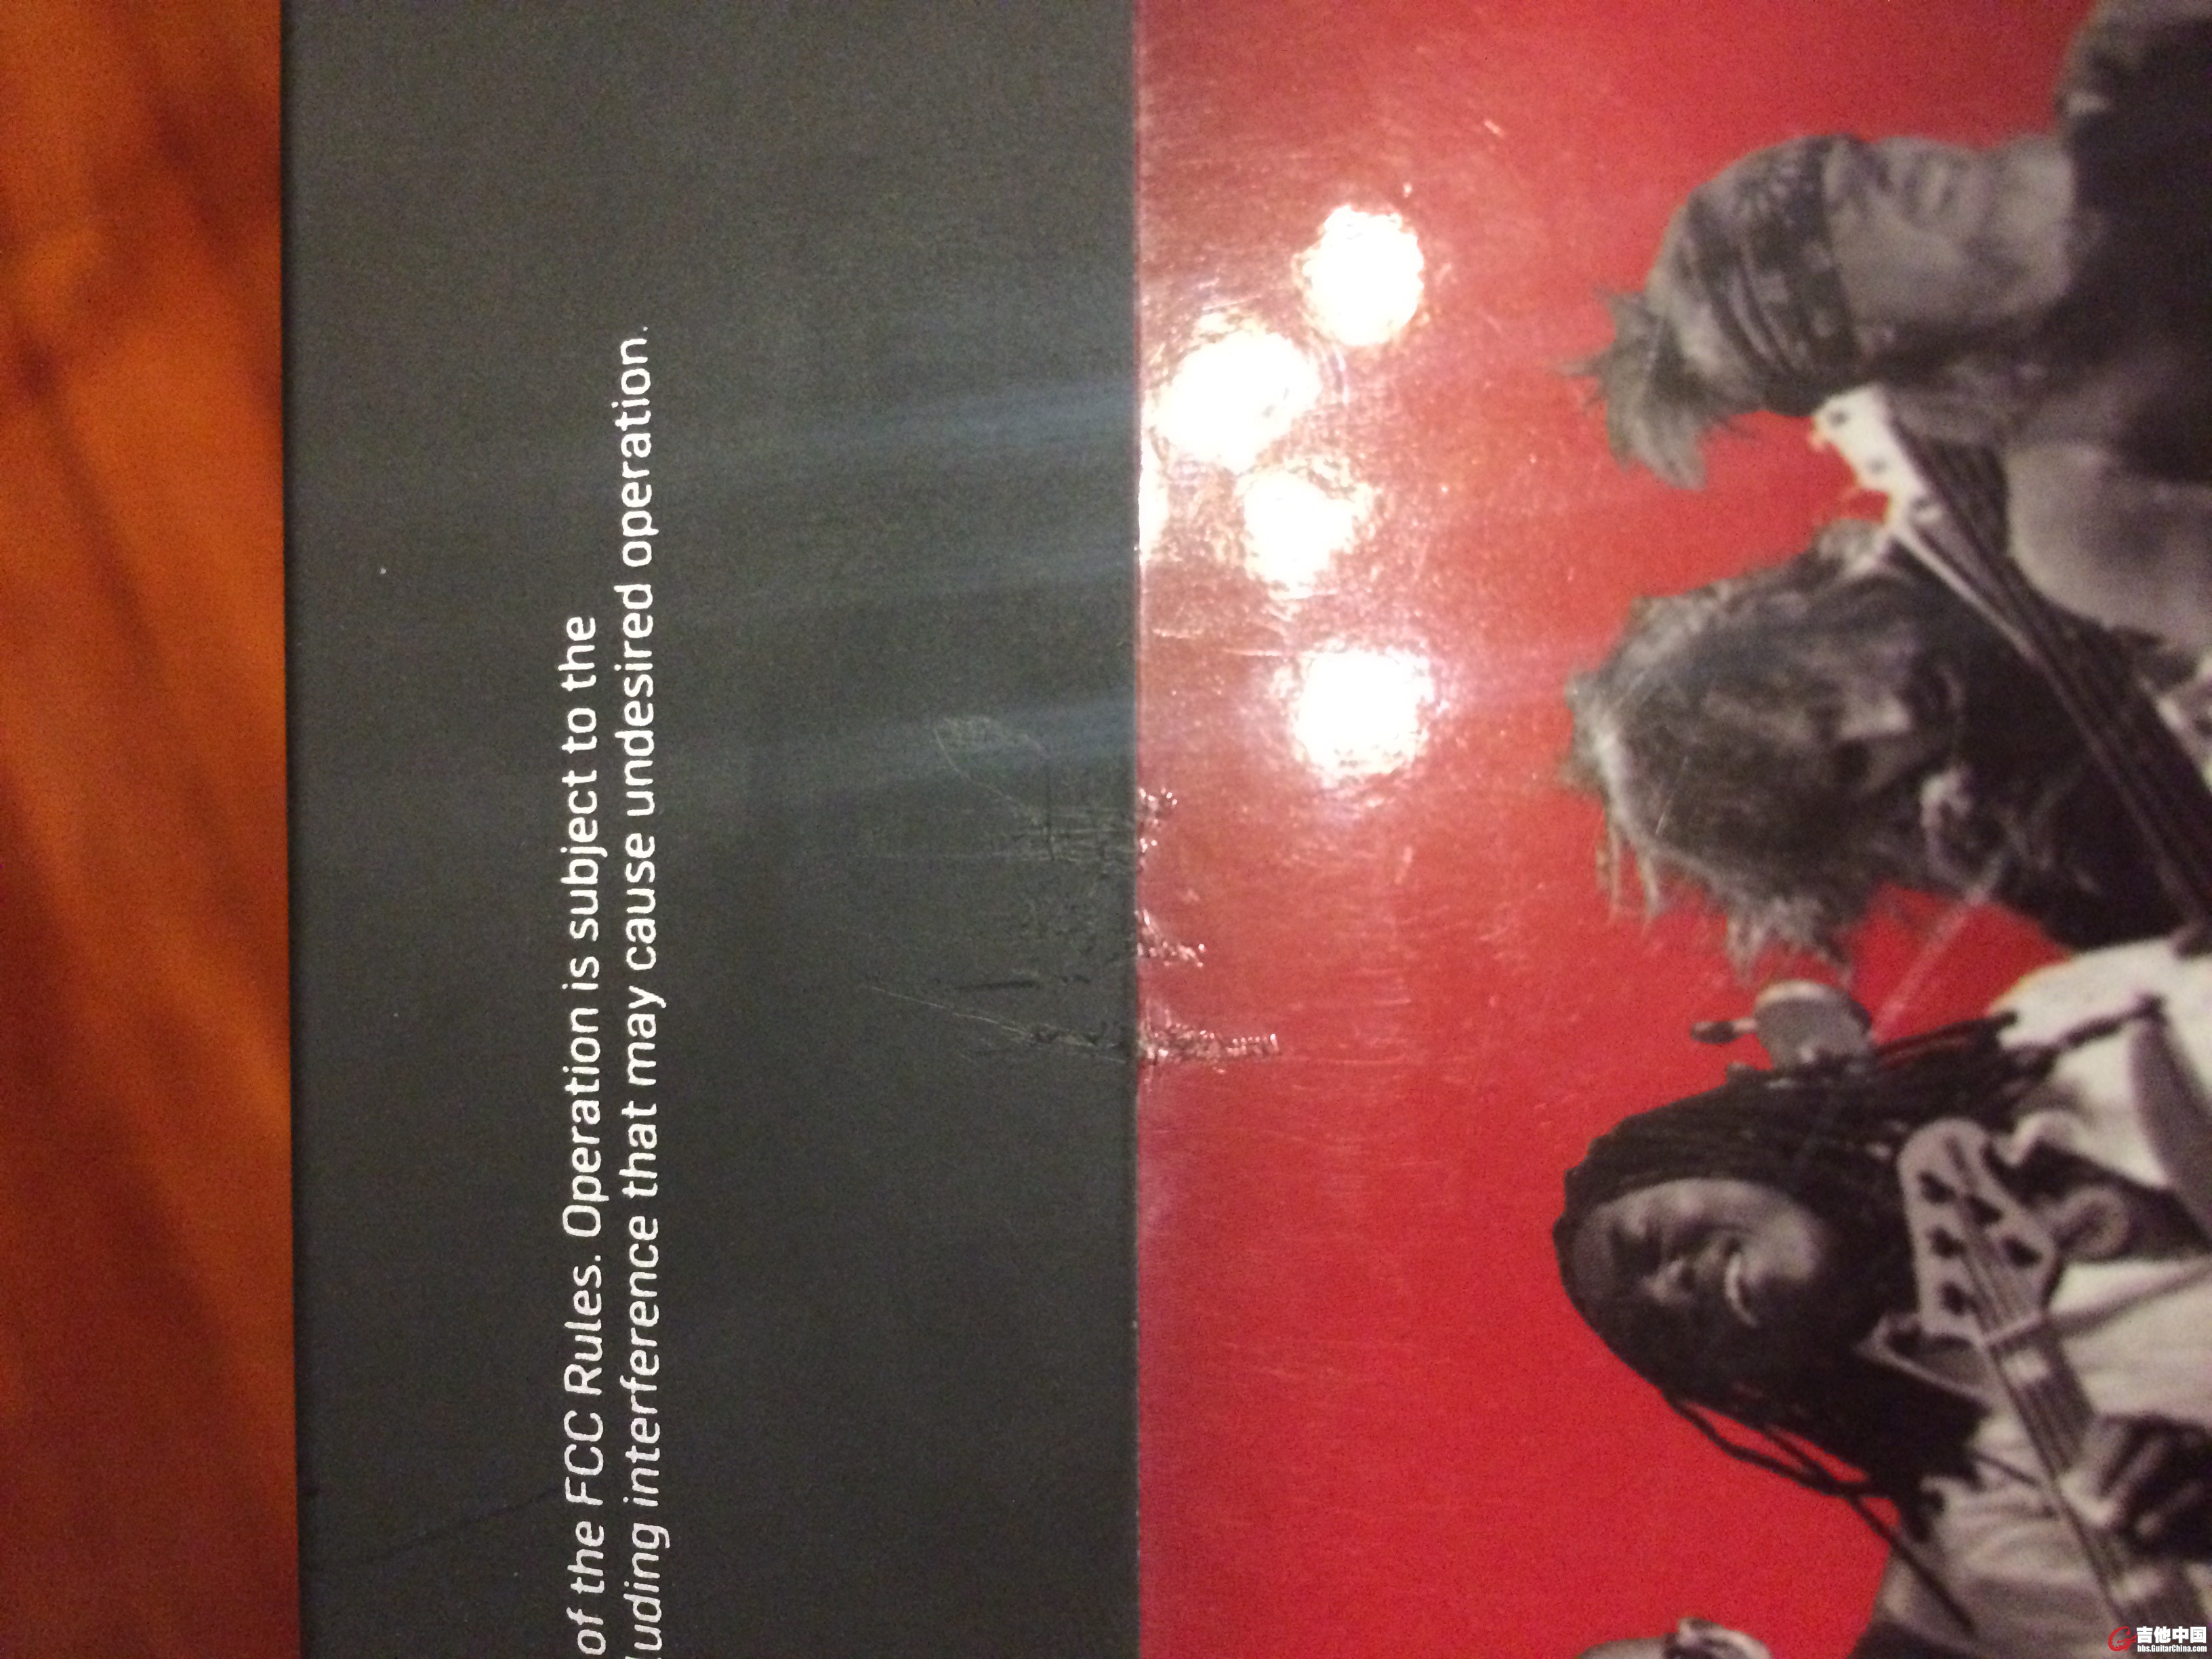 of the FCC Rules. Operation is subject to the
luding interference that may cause undesired operation.
吉他中国
bbs.GuitarChina.com